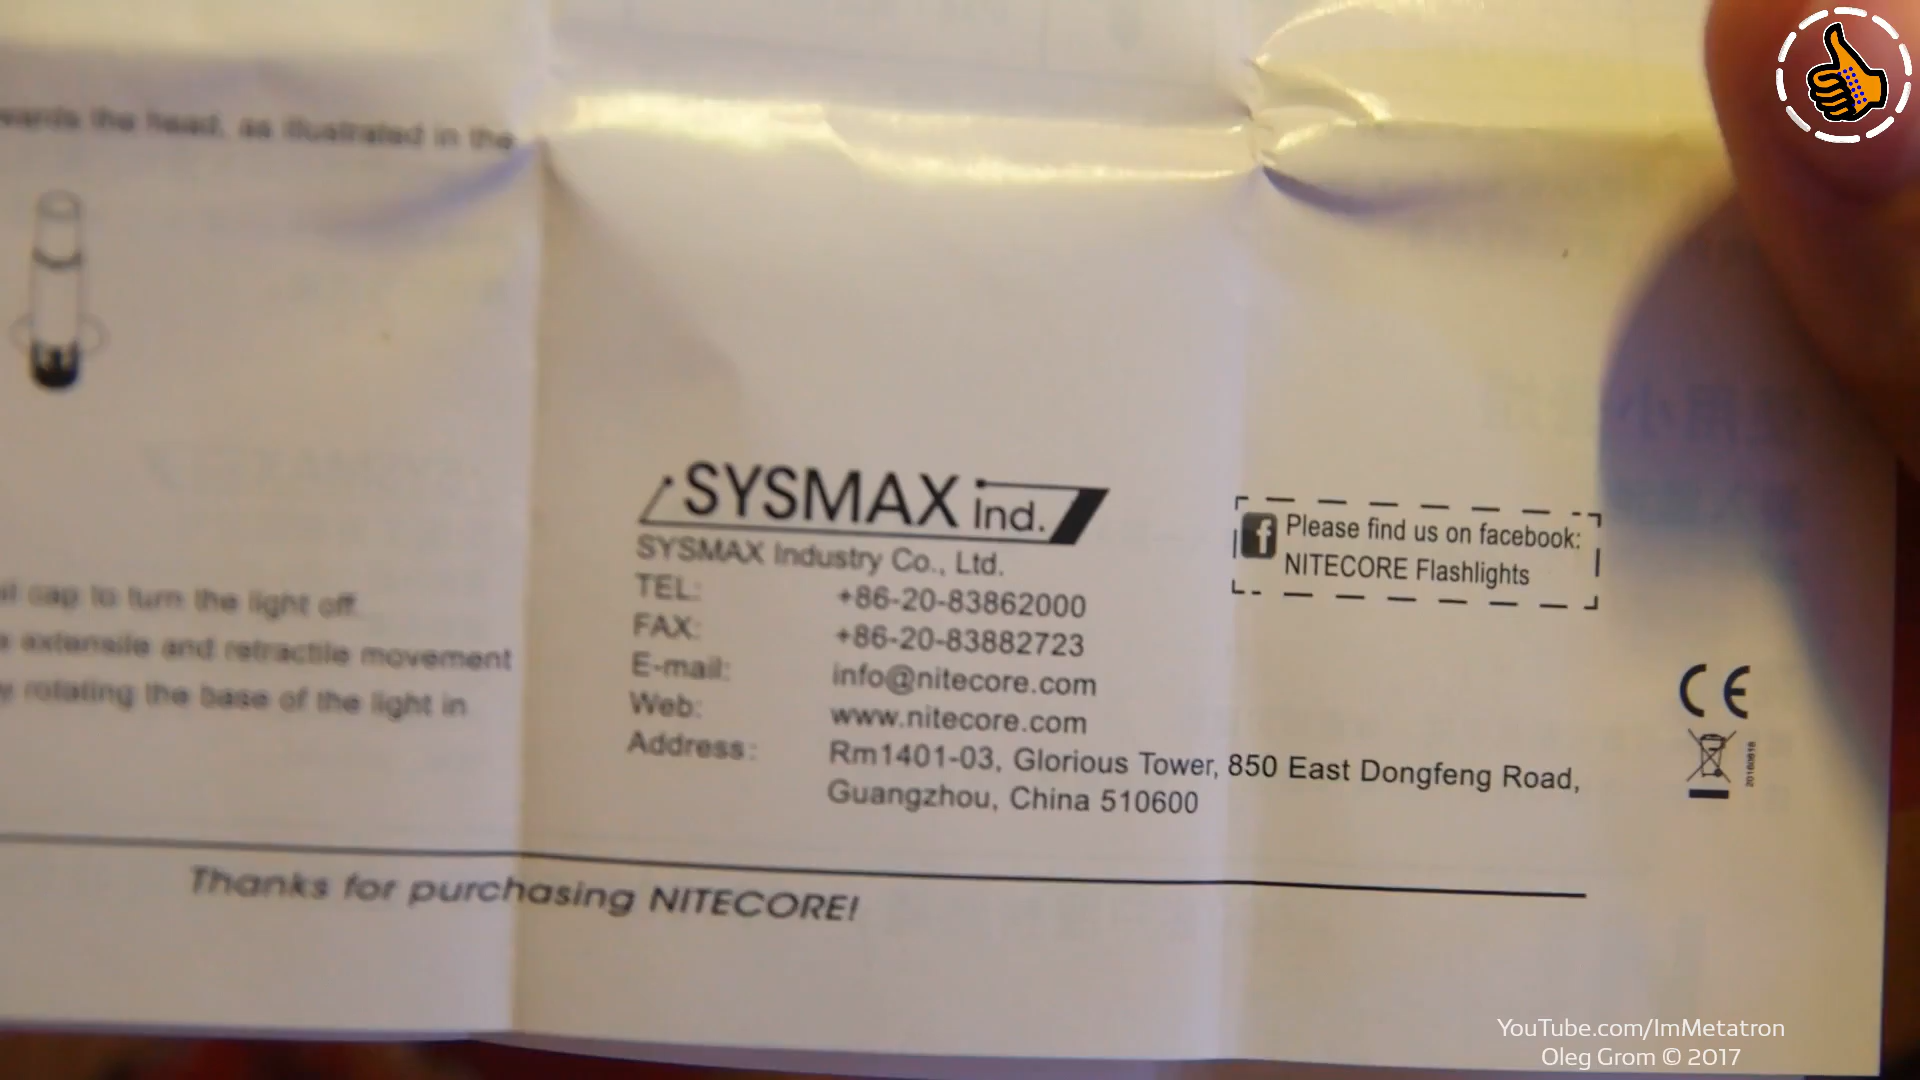 wards the head, as illustrated in the
al cap to turn the light off.
extensile and retractile movement
rotating the base of the light in
SYSMAX Ind.
SYSMAX Industry Co., Ltd.
TEL: +86-20-83862000
FAX: +86-20-83882723
E-mail: info@nitecore.com
Web: www.nitecore.com
Address: Rm1401-03, Glorious Tower, 850 East Dongfeng Road,
Guangzhou, China 510600
f Please find us on facebook:
NITECORE Flashlights
CE
Thanks for purchasing NITECORE!
YouTube.com/ImMetatron
Oleg Grom © 2017